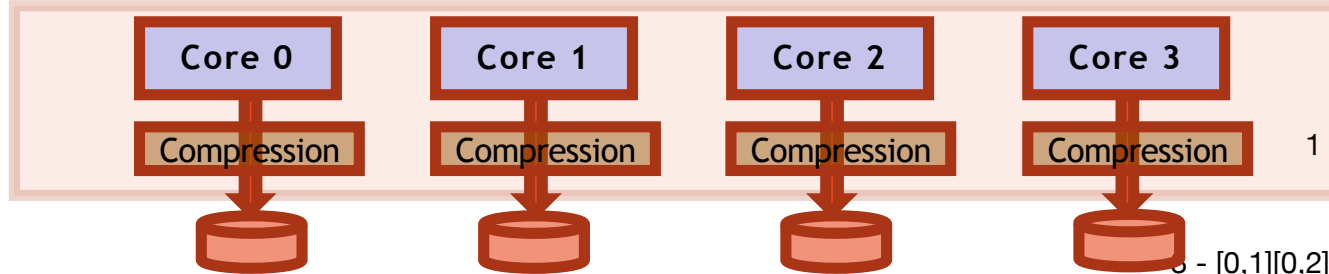 Core 0 Core 1 Core 2 Core 3
Compression Compression Compression Compression 1
- [0,1][0,2]